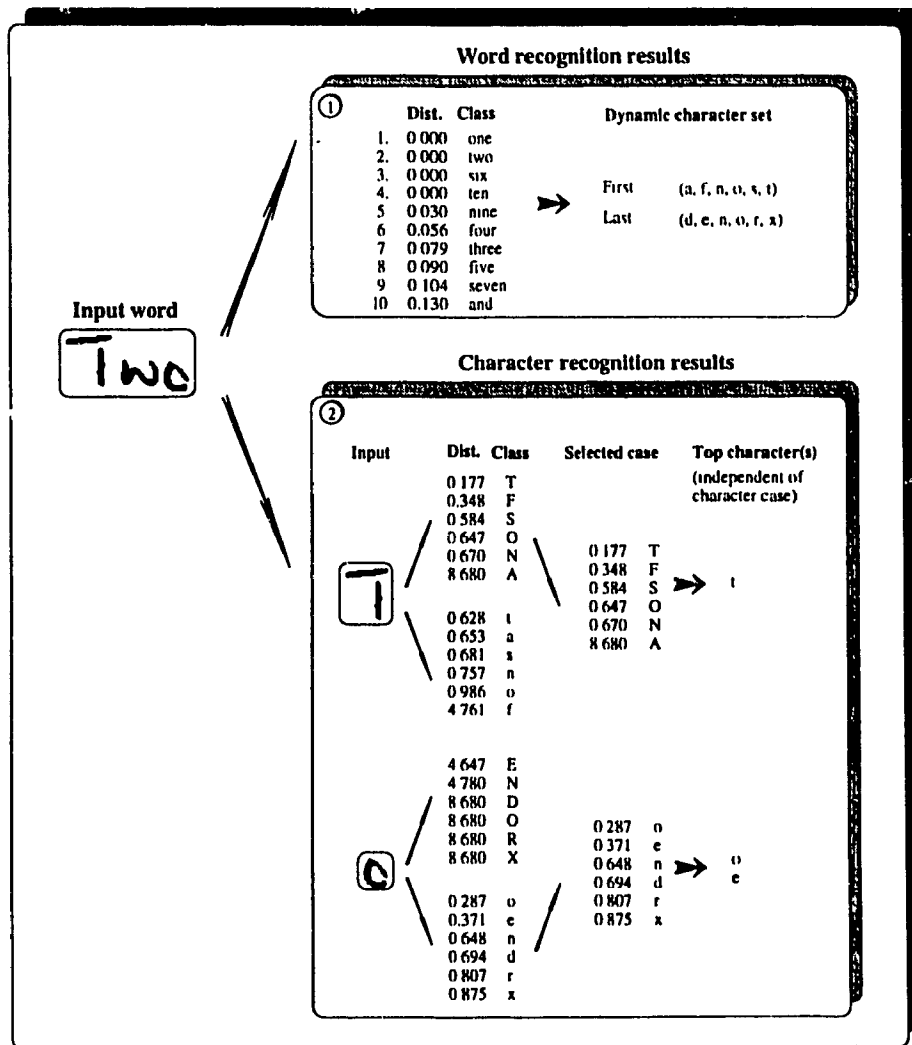 Word recognition results
1
Dist. Class
Dynamic character set
1. 0 000 one
2. 0 000 two
3. 0 000 six
4. 0 000 ten
5 0 030 nine
6 0.056 four
7 0 079 three
8 0 090 five
9 0 104 seven
10 0.130 and
First (a, f, n, o, s, t)
Last (d, e, n, o, r, x)
Input word
Two
Character recognition results
2
Input
Dist. Class
Selected case
Top character(s)
(independent of
character case)
T
0 177 T
0.348 F
0 584 S
0 647 O
0 670 N
8 680 A
0 628 t
0 653 a
0 681 s
0 757 n
0 986 o
4 761 f
0 177 T
0 348 F
0 584 S
0 647 O
0 670 N
8 680 A
t
o
4 647 E
4 780 N
8 680 D
8 680 O
8 680 R
8 680 X
0 287 o
0.371 e
0 648 n
0 694 d
0 807 r
0 875 x
0 287 o
0 371 e
0 648 n
0 694 d
0 807 r
0 875 x
o
e